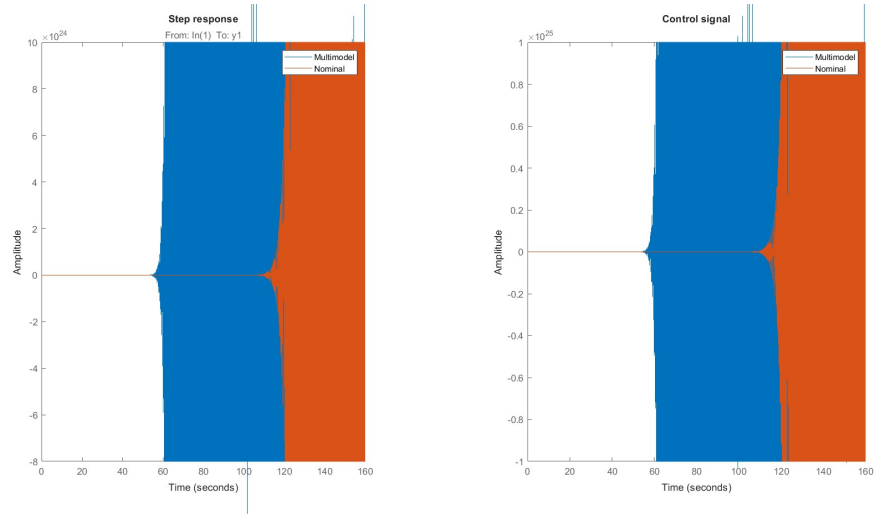 Step response
From: In(1) To: y1
×10^24
10
8
6
4
2
0
-2
-4
-6
-8
Amplitude
0 20 40 60 80 100 120 140 160
Time (seconds)
Multimodel
Nominal
Control signal
×10^25
1
0.8
0.6
0.4
0.2
0
-0.2
-0.4
-0.6
-0.8
-1
Amplitude
0 20 40 60 80 100 120 140 160
Time (seconds)
Multimodel
Nominal